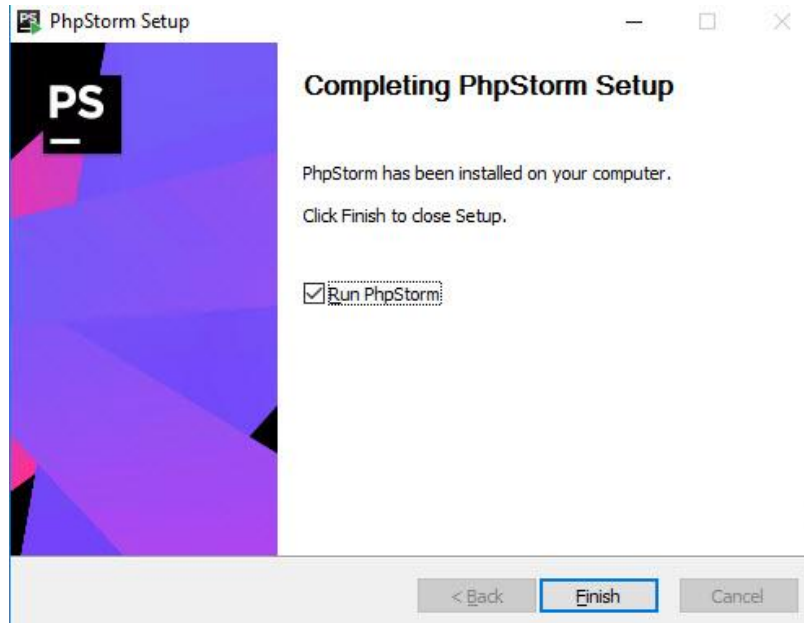 PhpStorm Setup
PS
Completing PhpStorm Setup
PhpStorm has been installed on your computer.
Click Finish to close Setup.
Run PhpStorm
< Back
Finish
Cancel